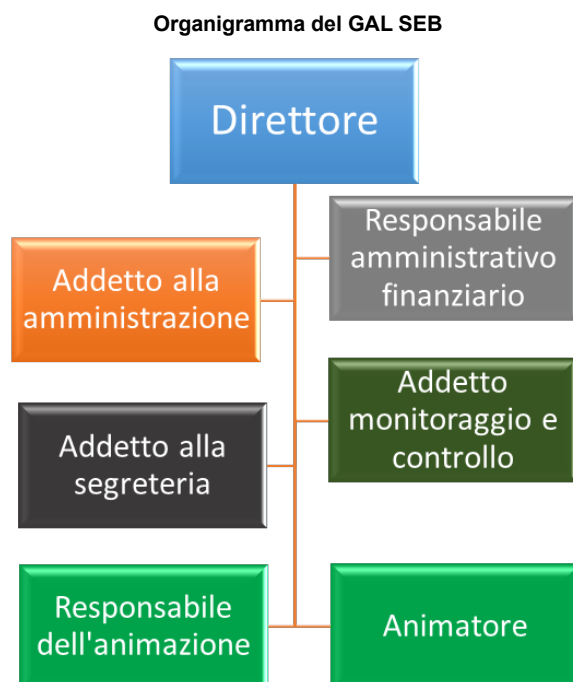 Organigramma del GAL SEB
Direttore
Responsabile
amministrativo
finanziario
Addetto alla
amministrazione
Addetto
monitoraggio e
controllo
Addetto alla
segreteria
Responsabile
dell'animazione
Animatore